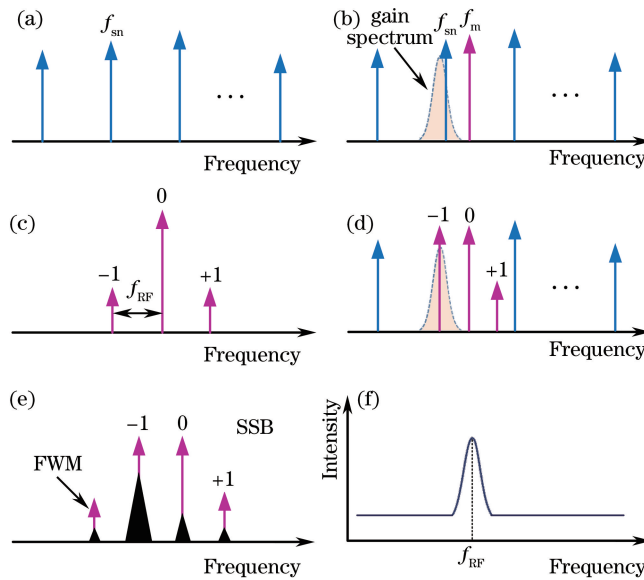 (a)
f_sn
...
Frequency
(b)
gain
spectrum
f_sn
f_m
...
Frequency
(c)
0
-1
+1
f_RF
Frequency
(d)
-1
0
+1
...
Frequency
(e)
-1
0
SSB
FWM
+1
Frequency
(f)
Intensity
f_RF
Frequency